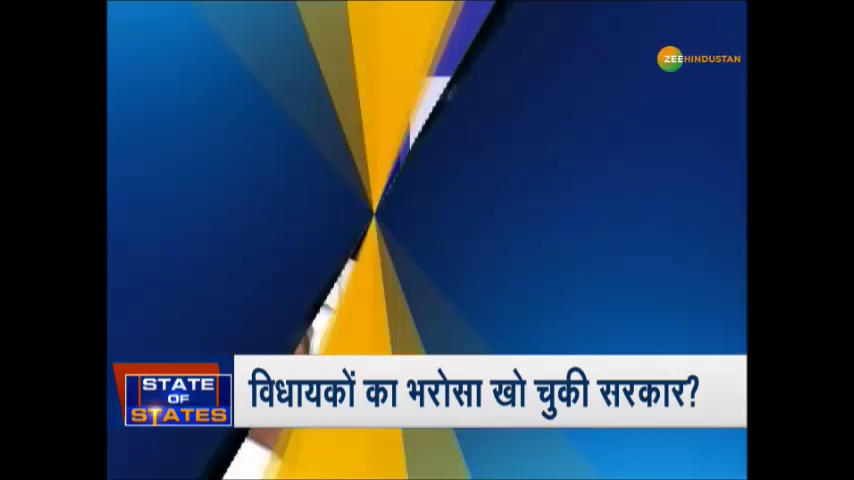 ZEEHINDUSTAN
STATE
OF
STATES
विधायकों का भरोसा खो चुकी सरकार?